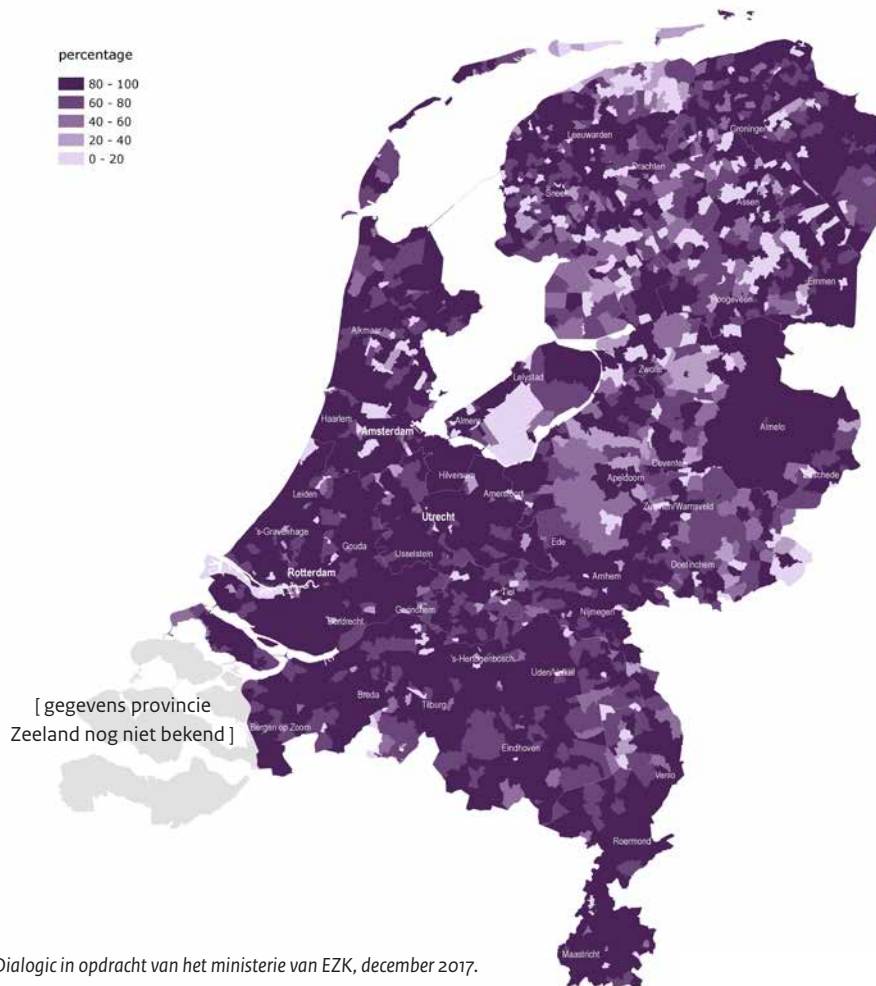 percentage
80 - 100
60 - 80
40 - 60
20 - 40
0 - 20
Leeuwarden
Groningen
Drachten
Sneek
Assen
Emmen
Hoogeveen
Alkmaar
Zwolle
Lelystad
Haarlem
Almere
Amsterdam
Almelo
Deventer
Enschede
Hilversum
Apeldoorn
Leiden
Amersfoort
Zutphen/Warnsveld
Utrecht
's-Gravenhage
Gouda
IJsselstein
Ede
Doetinchem
Rotterdam
Arnhem
Tiel
Dordrecht
Gorinchem
Nijmegen
's-Hertogenbosch
Uden/Veghel
[ gegevens provincie
Zeeland nog niet bekend ]
Breda
Tilburg
Bergen op Zoom
Eindhoven
Venlo
Roermond
Maastricht
Dialogic in opdracht van het ministerie van EZK, december 2017.